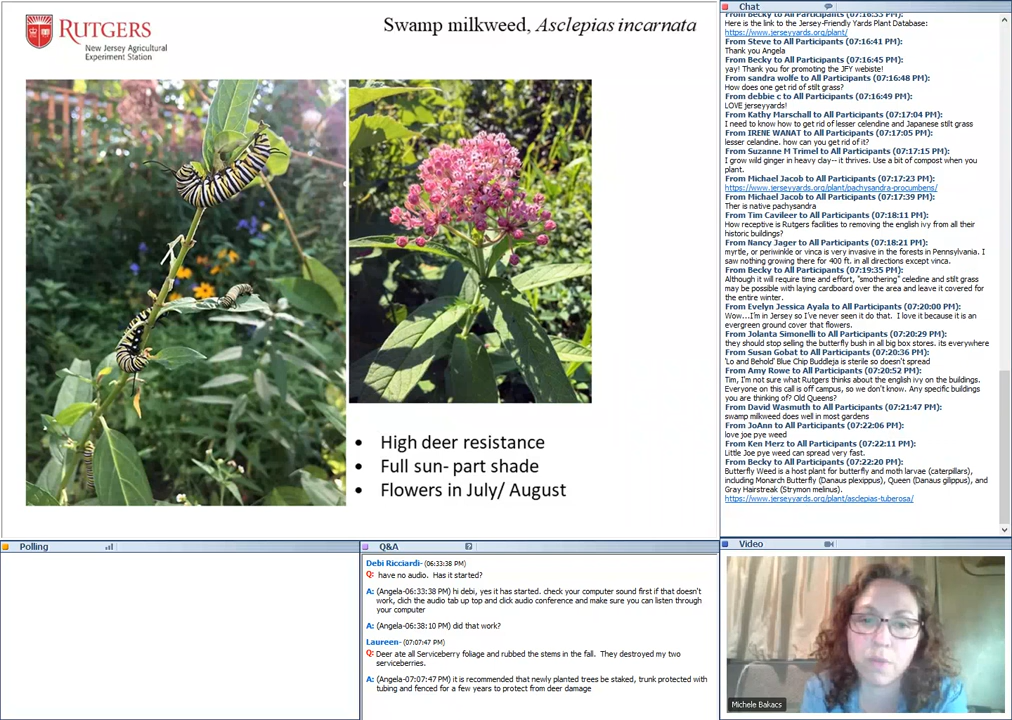 RUTGERS
New Jersey Agricultural
Experiment Station
Swamp milkweed, Asclepias incarnata
• High deer resistance
• Full sun- part shade
• Flowers in July/ August
Chat
From Becky to All Participants (07:16:33 PM):
Here is the link to the Jersey-Friendly Yards Plant Database:
https://www.jerseyyards.org/plant/
From Steve to All Participants (07:16:41 PM):
Thank you Angela
From Becky to All Participants (07:16:45 PM):
yay! Thank you for promoting the JFY webiste!
From sandra wolfe to All Participants (07:16:48 PM):
How does one get rid of stilt grass?
From debbie c to All Participants (07:16:49 PM):
LOVE jerseyyards!
From Kathy Marschall to All Participants (07:17:04 PM):
I need to know how to get rid of lesser celendine and Japanese stilt grass
From IRENE WANAT to All Participants (07:17:05 PM):
lesser celandine. how can you get rid of it?
From Suzanne M Trimel to All Participants (07:17:15 PM):
I grow wild ginger in heavy clay-- it thrives. Use a bit of compost when you
plant.
From Michael Jacob to All Participants (07:17:23 PM):
https://www.jerseyyards.org/plant/pachysandra-procumbens/
From Michael Jacob to All Participants (07:17:39 PM):
Ther is native pachysandra
From Tim Cavileer to All Participants (07:18:11 PM):
How receptive is Rutgers facilities to removing the english ivy from all their
historic buildings?
From Nancy Jager to All Participants (07:18:21 PM):
myrtle, or periwinkle or vinca is very invasive in the forests in Pennsylvania. I
saw nothing growing there for 400 ft. in all directions except vinca.
From Becky to All Participants (07:19:35 PM):
Although it will require time and effort, "smothering" celedine and stilt grass
may be possible with laying cardboard over the area and leave it covered for
the entire winter.
From Evelyn Jessica Ayala to All Participants (07:20:00 PM):
Wow...I'm in Jersey so I've never seen it do that. I love it because it is an
evergreen ground cover that flowers.
From Jolanta Simonelli to All Participants (07:20:29 PM):
they should stop selling the butterfly bush in all big box stores. its everywhere
From Susan Gobat to All Participants (07:20:36 PM):
'Lo and Behold' Blue Chip Buddleja is sterile so doesn't spread
From Amy Rowe to All Participants (07:20:52 PM):
Tim, I'm not sure what Rutgers thinks about the english ivy on the buildings.
Everyone on this call is off campus, so we don't know. Any specific buildings
you are thinking of? Old Queens?
From David Wasmuth to All Participants (07:21:47 PM):
swamp milkweed does well in most gardens
From JoAnn to All Participants (07:22:06 PM):
love joe pye weed
From Ken Merz to All Participants (07:22:11 PM):
Little Joe pye weed can spread very fast.
From Becky to All Participants (07:22:20 PM):
Butterfly Weed is a host plant for butterfly and moth larvae (caterpillars),
including Monarch Butterfly (Danaus plexippus), Queen (Danaus gilippus), and
Gray Hairstreak (Strymon melinus).
https://www.jerseyyards.org/plant/asclepias-tuberosa/
Polling
Q&A
Debi Ricciardi- (06:33:38 PM)
Q: have no audio. Has it started?
A: (Angela-06:33:38 PM) hi debi, yes it has started. check your computer sound first if that doesn't
work, clich the audio tab up top and click audio conference and make sure you can listen through
your computer
A: (Angela-06:38:10 PM) did that work?
Laureen- (07:07:47 PM)
Q: Deer ate all Serviceberry foliage and rubbed the stems in the fall. They destroyed my two
serviceberries.
A: (Angela-07:07:47 PM) it is recommended that newly planted trees be staked, trunk protected with
tubing and fenced for a few years to protect from deer damage
Video
Michele Bakacs